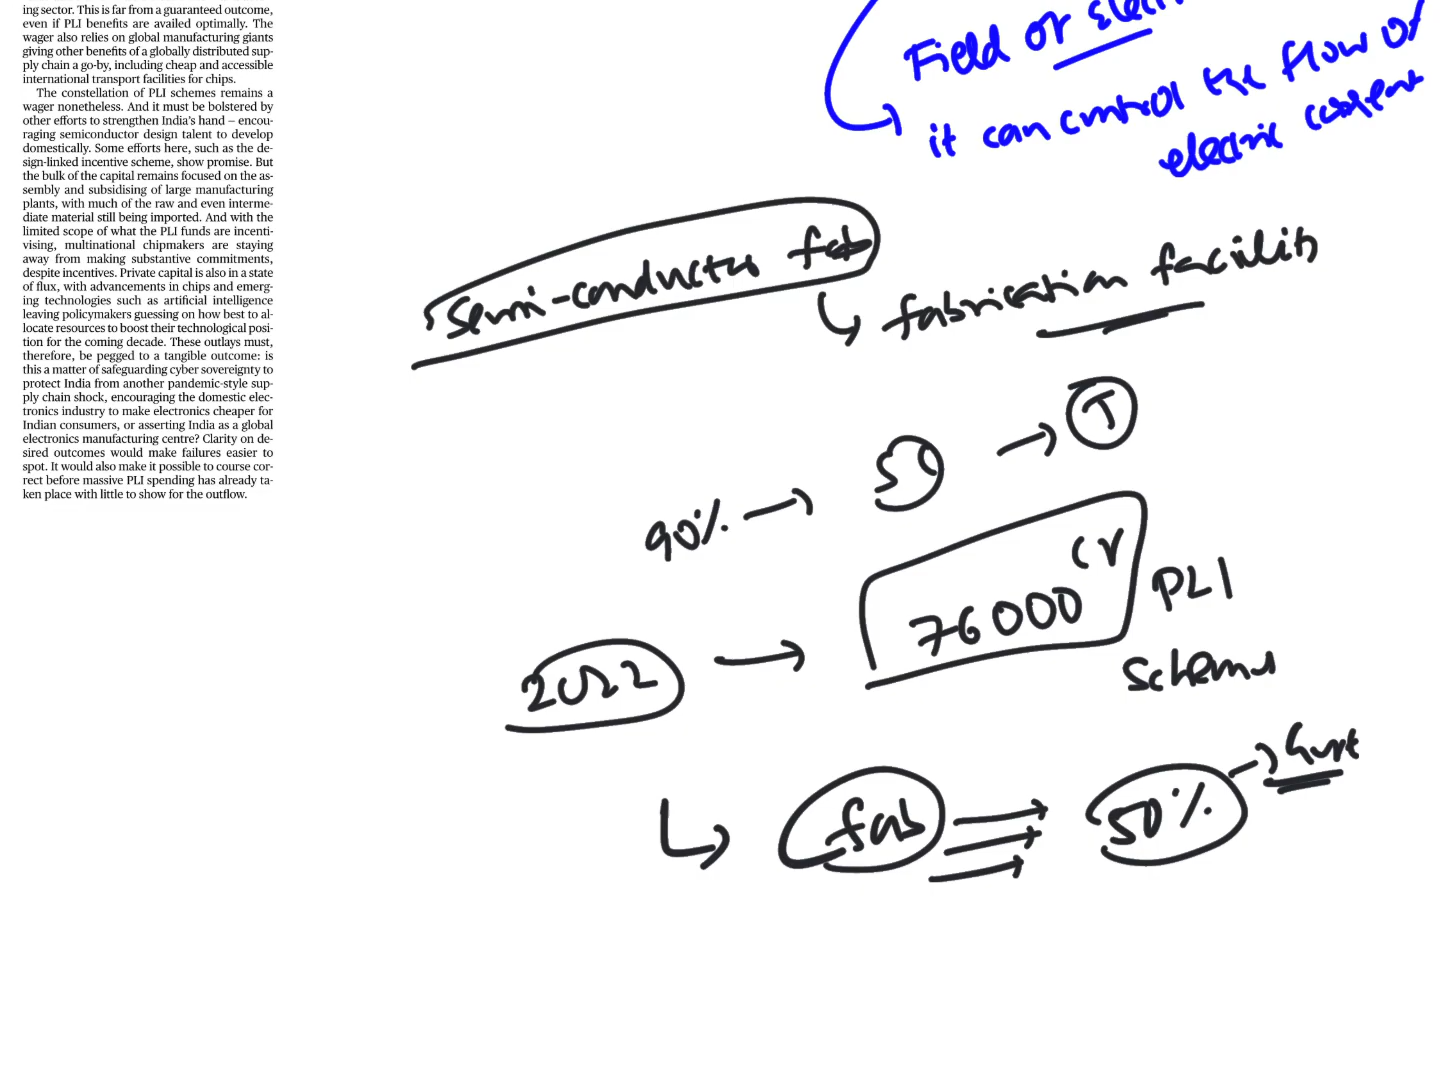 ing sector. This is far from a guaranteed outcome,
even if PLI benefits are availed optimally. The
wager also relies on global manufacturing giants
giving other benefits of a globally distributed sup-
ply chain a go-by, including cheap and accessible
international transport facilities for chips.
The constellation of PLI schemes remains a
wager nonetheless. And it must be bolstered by
other efforts to strengthen India's hand – encou-
raging semiconductor design talent to develop
domestically. Some efforts here, such as the de-
sign-linked incentive scheme, show promise. But
the bulk of the capital remains focused on the as-
sembly and subsidising of large manufacturing
plants, with much of the raw and even interme-
diate material still being imported. And with the
limited scope of what the PLI funds are incenti-
vising, multinational chipmakers are staying
away from making substantive commitments,
despite incentives. Private capital is also in a state
of flux, with advancements in chips and emerg-
ing technologies such as artificial intelligence
leaving policymakers guessing on how best to al-
locate resources to boost their technological posi-
tion for the coming decade. These outlays must,
therefore, be pegged to a tangible outcome: is
this a matter of safeguarding cyber sovereignty to
protect India from another pandemic-style sup-
ply chain shock, encouraging the domestic elec-
tronics industry to make electronics cheaper for
Indian consumers, or asserting India as a global
electronics manufacturing centre? Clarity on de-
sired outcomes would make failures easier to
spot. It would also make it possible to course cor-
rect before massive PLI spending has already ta-
ken place with little to show for the outflow.
Field or
it can control the flow of
electric current
Semi-conductor fab
fabrication facility
90% → SC → T
2022 → 76000 cr PLI
Scheme
fab 50% → Govt